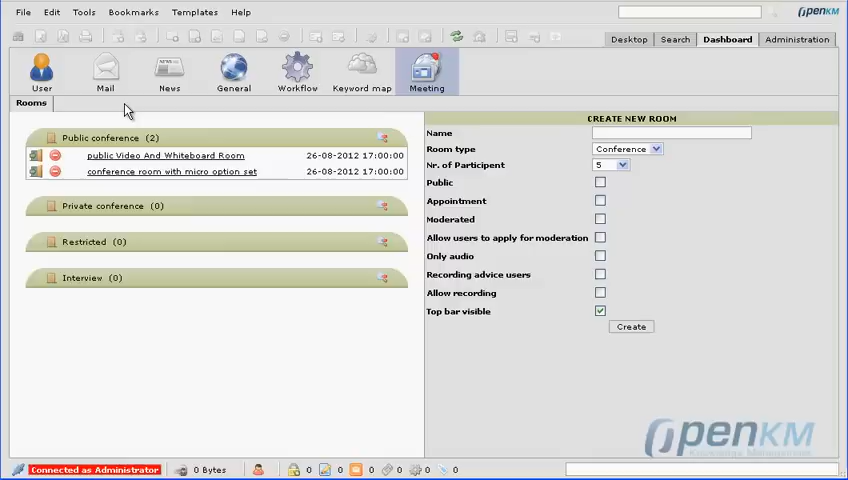 File Edit Tools Bookmarks Templates Help
OPENKM
Desktop Search Dashboard Administration
User Mail News General Workflow Keyword map Meeting
Rooms
Public conference (2)
public Video And Whiteboard Room 26-08-2012 17:00:00
conference room with micro option set 26-08-2012 17:00:00
Private conference (0)
Restricted (0)
Interview (0)
CREATE NEW ROOM
Name
Room type Conference
Nr. of Participent 5
Public
Appointment
Moderated
Allow users to apply for moderation
Only audio
Recording advice users
Allow recording
Top bar visible
Create
OPENKM
Knowledge Management
Connected as Administrator 0 Bytes 0 0 0 0 0 0